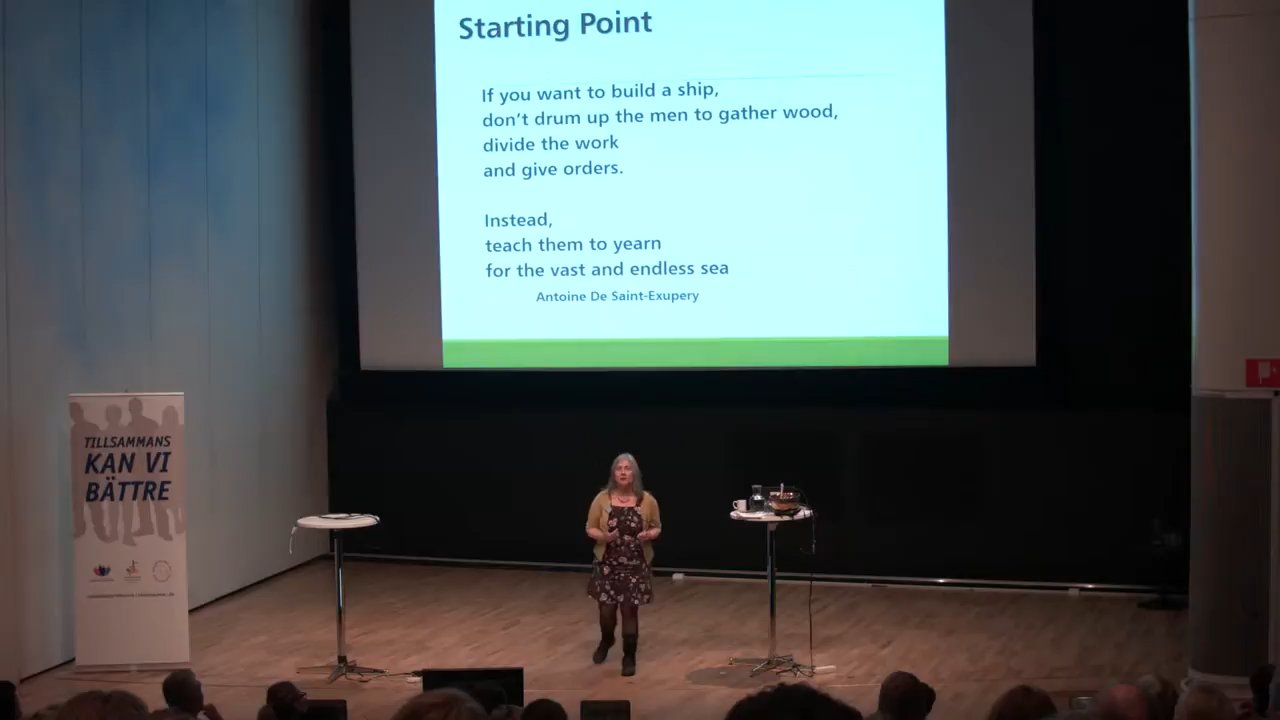 Starting Point
If you want to build a ship,
don't drum up the men to gather wood,
divide the work
and give orders.
Instead,
teach them to yearn
for the vast and endless sea
Antoine De Saint-Exupery
TILLSAMMANS
KAN VI
BÄTTRE